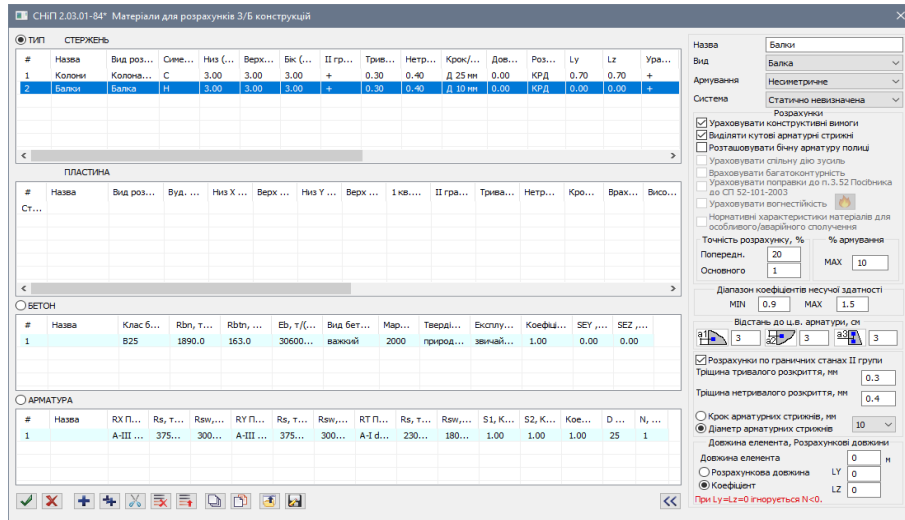 СНіП 2.03.01-84* Матеріали для розрахунків З/Б конструкцій
ТИП СТЕРЖЕНЬ
# Назва Вид роз... Симе... Низ (... Верх... Бік (... II гр... Трив... Нетр... Крок/... Дов... Роз... Ly Lz Ура...
1 Колони Колона... С 3.00 3.00 3.00 + 0.30 0.40 Д 25 мм 0.00 КРД 0.70 0.70 +
2 Балки Балка Н 3.00 3.00 3.00 + 0.30 0.40 Д 10 мм 0.00 КРД 0.00 0.00 +
ПЛАСТИНА
# Назва Вид роз... Вуд. ... Низ X ... Верх ... Низ Y ... Верх ... 1 кв.... II гра... Трива... Нетр... Кро... Врах... Висо...
Ст...
БЕТОН
# Назва Клас б... Rbn, т... Rbtn, ... Eb, т/(... Вид бет... Мар... Тверді... Експлу... Коефіці... SEY ,... SEZ ,...
1 B25 1890.0 163.0 30600... важкий 2000 природ... звичай... 1.00 0.00 0.00
АРМАТУРА
# Назва RX П... Rs, т... Rsw,... RY П... Rs, т... Rsw,... RT П... Rs, т... Rsw,... S1, К... S2, К... Кое... D ... N, ...
1 A-III ... 375... 300... A-III ... 375... 300... A-I d... 230... 180... 1.00 1.00 1.00 25 1
Назва Балки
Вид Балка
Армування Несиметричне
Система Статично невизначена
Розрахунки
Ураховувати конструктивні вимоги
Виділяти кутові арматурні стрижні
Розташовувати бічну арматуру полиці
Ураховувати спільну дію зусиль
Враховувати багатоконтурність
Ураховувати поправки до п.3.52 Посібника
до СП 52-101-2003
Ураховувати вогнестійкість
Нормативні характеристики матеріалів для
особливого/аварійного сполучення
Точність розрахунку, % % армування
Попередн. 20
MAX 10
Основного 1
Діапазон коефіцієнтів несучої здатності
MIN 0.9 MAX 1.5
Відстань до ц.в. арматури, см
a1 3 a2 3 a3 3
Розрахунки по граничних станах II групи
Тріщина тривалого розкриття, мм
0.3
Тріщина нетривалого розкриття, мм
0.4
Крок арматурних стрижнів, мм
Діаметр арматурних стрижнів 10
Довжина елемента, Розрахункові довжини
Довжина елемента 0 м
Розрахункова довжина LY 0
Коефіцієнт LZ 0
При Ly=Lz=0 ігнорується N<0.